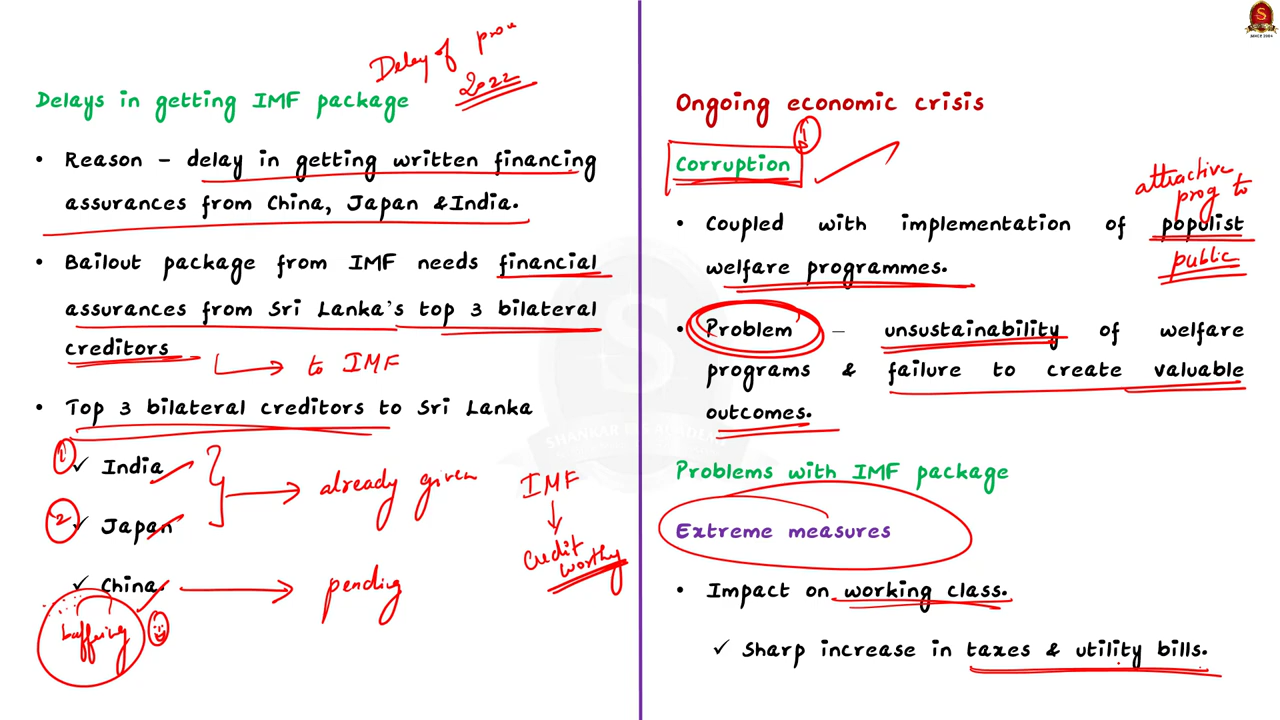 Delay of
2022
Delays in getting IMF package
• Reason – delay in getting written financing
assurances from China, Japan &India.
• Bailout package from IMF needs financial
assurances from Sri Lanka's top 3 bilateral
creditors
to IMF
• Top 3 bilateral creditors to Sri Lanka
1
✓ India
2
✓ Japan
already given
✓ China
pending
buffering
IMF
Credit
worthy
S
SINCE 2004
Ongoing economic crisis
1
Corruption
attractive
prog to
public
• Coupled with implementation of populist
welfare programmes.
• Problem – unsustainability of welfare
programs & failure to create valuable
outcomes.
Problems with IMF package
Extreme measures
• Impact on working class.
✓ Sharp increase in taxes & utility bills.